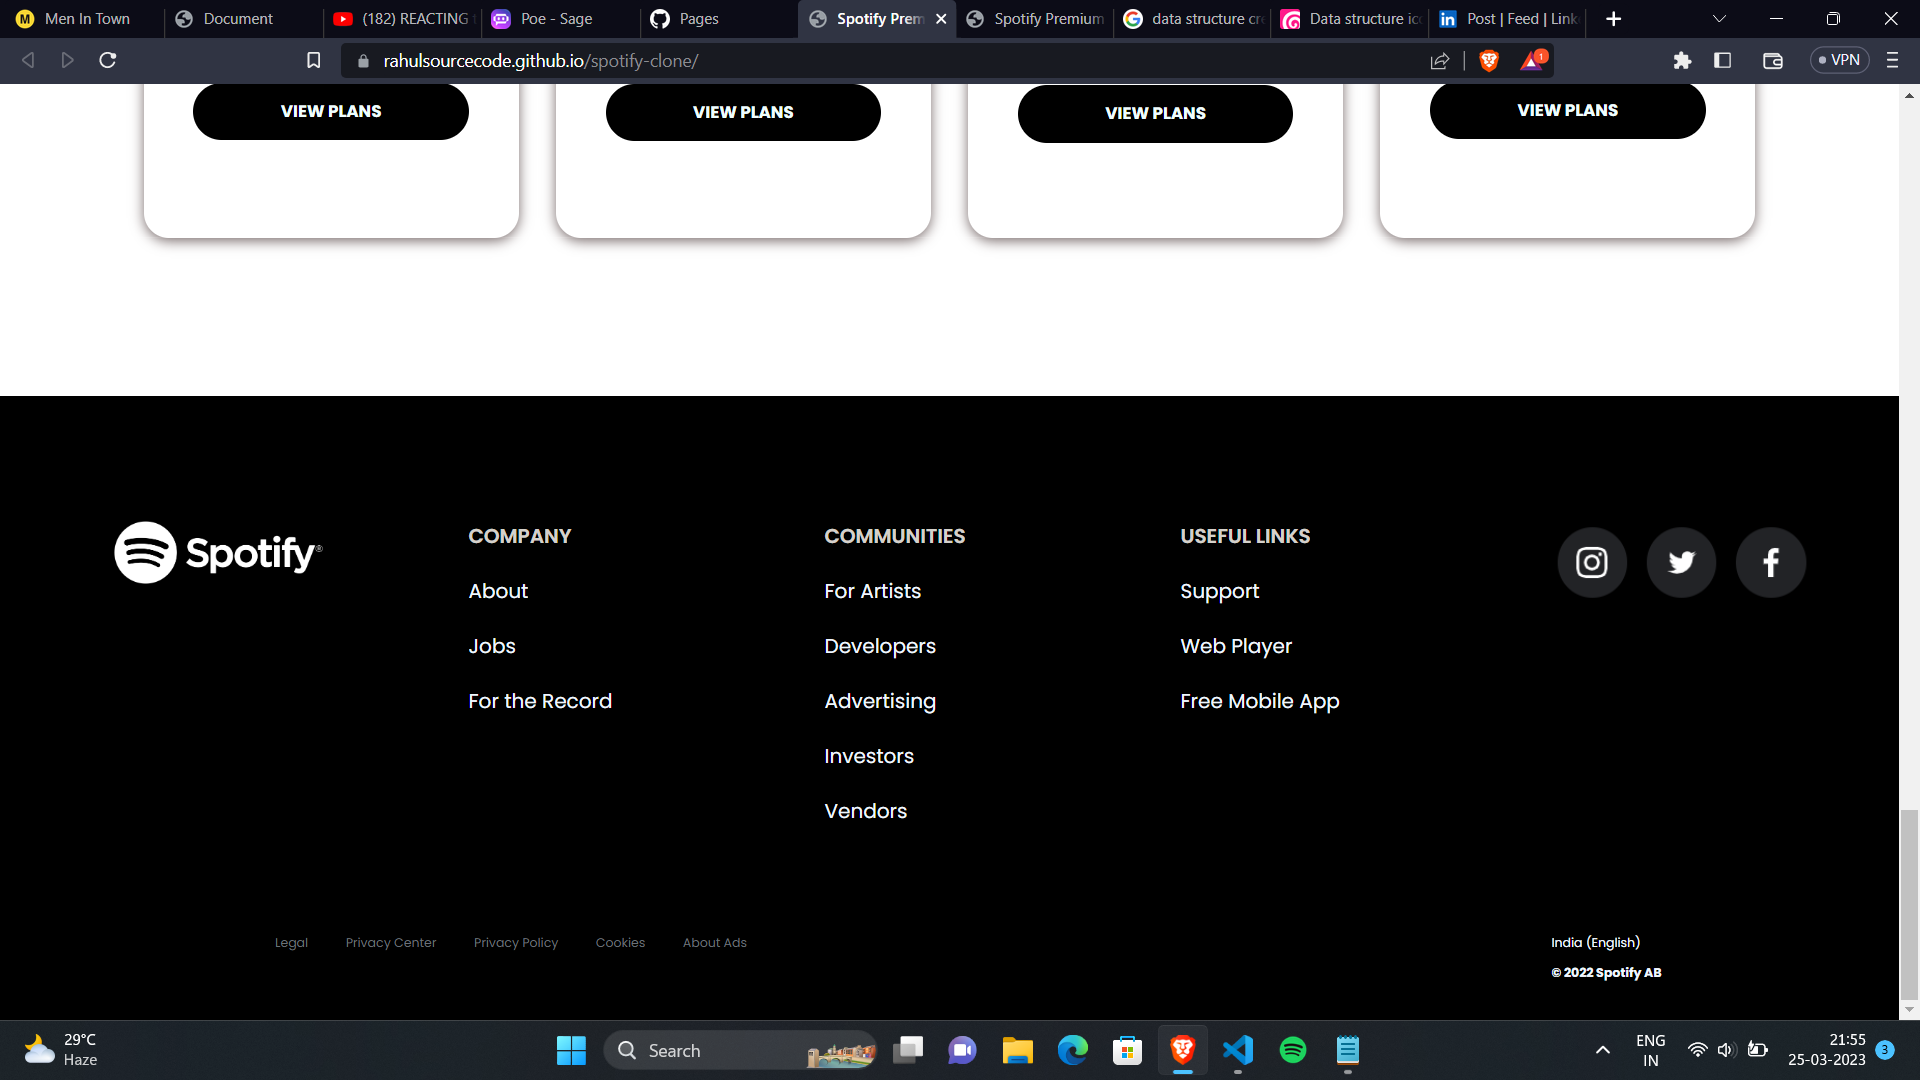 Men In Town
Document
(182) REACTING
Poe - Sage
Pages
Spotify Prem
Spotify Premium
data structure cre
Data structure ico
Post | Feed | Link
rahulsourcecode.github.io/spotify-clone/
1
VPN
VIEW PLANS
VIEW PLANS
VIEW PLANS
VIEW PLANS
Spotify®
COMPANY
About
Jobs
For the Record
COMMUNITIES
For Artists
Developers
Advertising
Investors
Vendors
USEFUL LINKS
Support
Web Player
Free Mobile App
Legal
Privacy Center
Privacy Policy
Cookies
About Ads
India (English)
© 2022 Spotify AB
29°C
Haze
Search
ENG
IN
21:55
25-03-2023
3